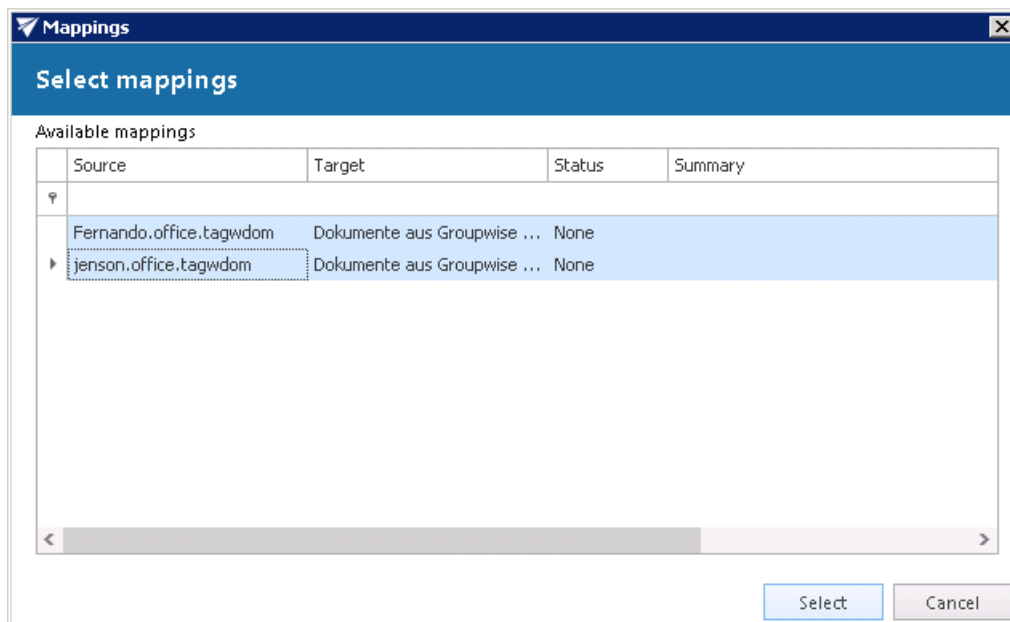 Mappings
Select mappings
Available mappings
Source Target Status Summary
Fernando.office.tagwdom Dokumente aus Groupwise ... None
jenson.office.tagwdom Dokumente aus Groupwise ... None
Select Cancel